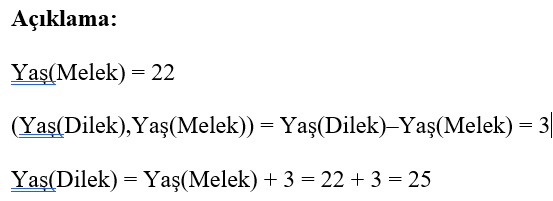 Açıklama:
Yaş(Melek) = 22
(Yaş(Dilek),Yaş(Melek)) = Yaş(Dilek)–Yaş(Melek) = 3
Yaş(Dilek) = Yaş(Melek) + 3 = 22 + 3 = 25